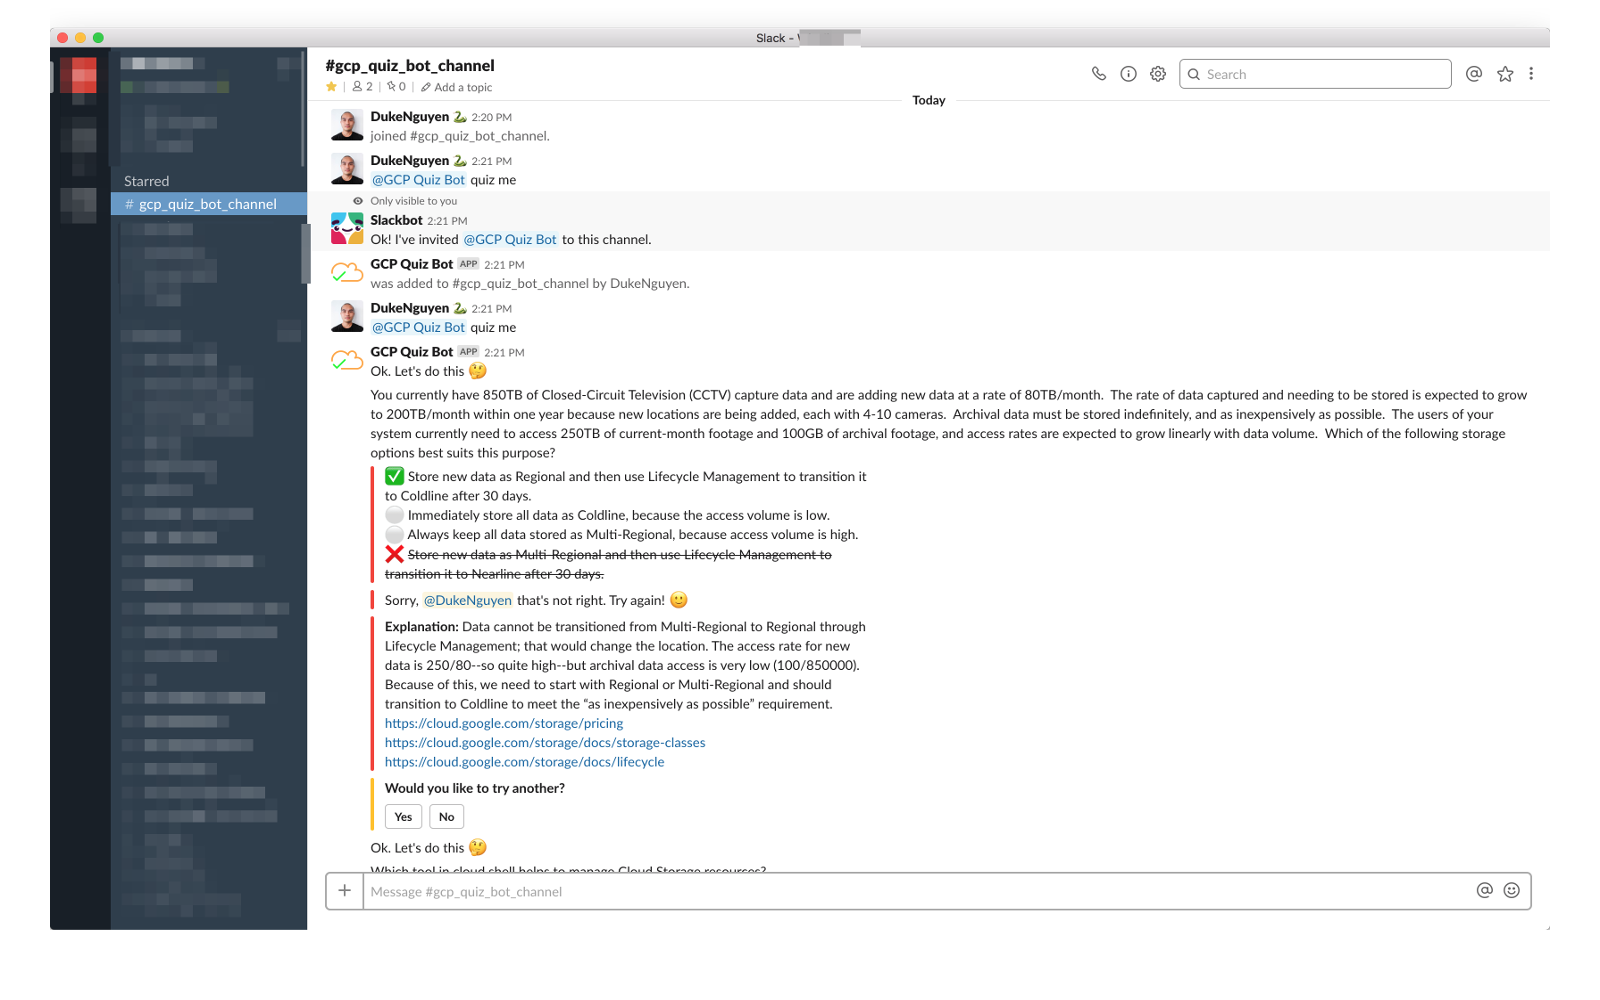 Slack -
#gcp_quiz_bot_channel
2 | 0 | Add a topic
Search
Today
Starred
# gcp_quiz_bot_channel
DukeNguyen 🐍 2:20 PM
joined #gcp_quiz_bot_channel.
DukeNguyen 🐍 2:21 PM
@GCP Quiz Bot quiz me
Only visible to you
Slackbot 2:21 PM
Ok! I've invited @GCP Quiz Bot to this channel.
GCP Quiz Bot APP 2:21 PM
was added to #gcp_quiz_bot_channel by DukeNguyen.
DukeNguyen 🐍 2:21 PM
@GCP Quiz Bot quiz me
GCP Quiz Bot APP 2:21 PM
Ok. Let's do this 🤔
You currently have 850TB of Closed-Circuit Television (CCTV) capture data and are adding new data at a rate of 80TB/month. The rate of data captured and needing to be stored is expected to grow
to 200TB/month within one year because new locations are being added, each with 4-10 cameras. Archival data must be stored indefinitely, and as inexpensively as possible. The users of your
system currently need to access 250TB of current-month footage and 100GB of archival footage, and access rates are expected to grow linearly with data volume. Which of the following storage
options best suits this purpose?
✅ Store new data as Regional and then use Lifecycle Management to transition it
to Coldline after 30 days.
⚪ Immediately store all data as Coldline, because the access volume is low.
⚪ Always keep all data stored as Multi-Regional, because access volume is high.
❌ Store new data as Multi-Regional and then use Lifecycle Management to
transition it to Nearline after 30 days.
Sorry, @DukeNguyen that's not right. Try again! 🙂
Explanation: Data cannot be transitioned from Multi-Regional to Regional through
Lifecycle Management; that would change the location. The access rate for new
data is 250/80--so quite high--but archival data access is very low (100/850000).
Because of this, we need to start with Regional or Multi-Regional and should
transition to Coldline to meet the “as inexpensively as possible” requirement.
https://cloud.google.com/storage/pricing
https://cloud.google.com/storage/docs/storage-classes
https://cloud.google.com/storage/docs/lifecycle
Would you like to try another?
Yes No
Ok. Let's do this 🤔
Which tool in cloud shell helps to manage Cloud Storage resources?
Message #gcp_quiz_bot_channel